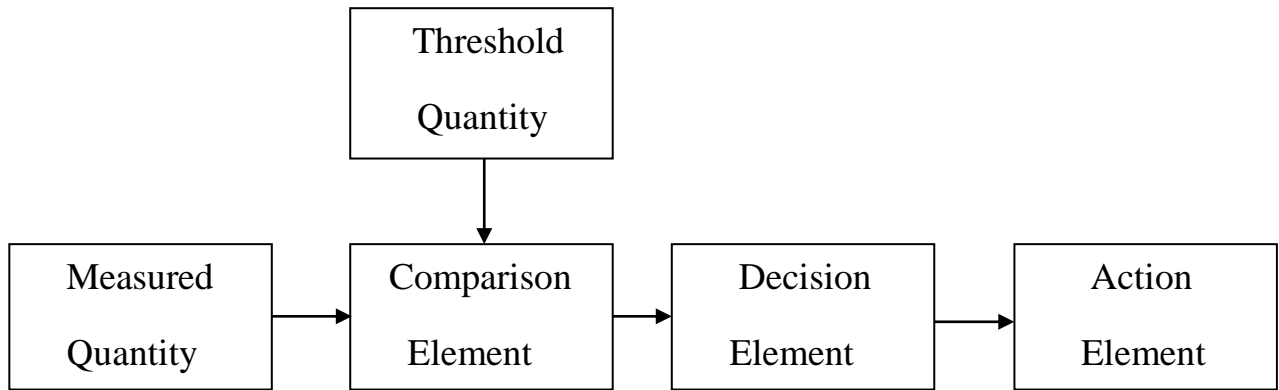 Threshold
Quantity
Measured
Quantity
Comparison
Element
Decision
Element
Action
Element